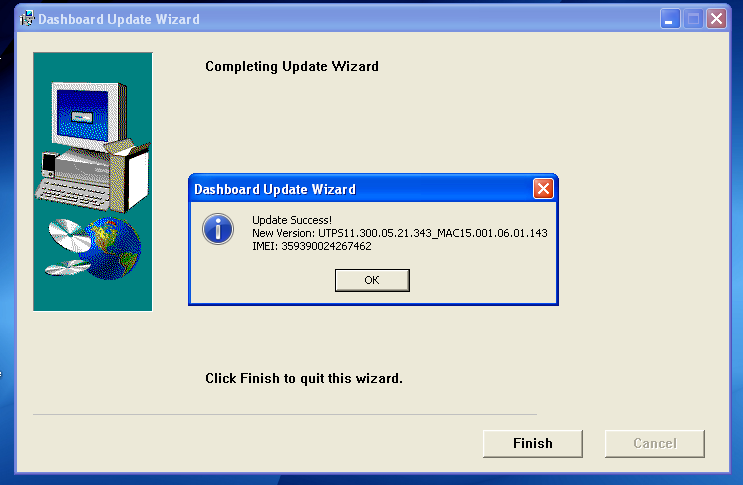 Dashboard Update Wizard
Completing Update Wizard
Dashboard Update Wizard
Update Success!
New Version: UTPS11.300.05.21.343_MAC15.001.06.01.143
IMEI: 359390024267462
OK
Click Finish to quit this wizard.
Finish
Cancel